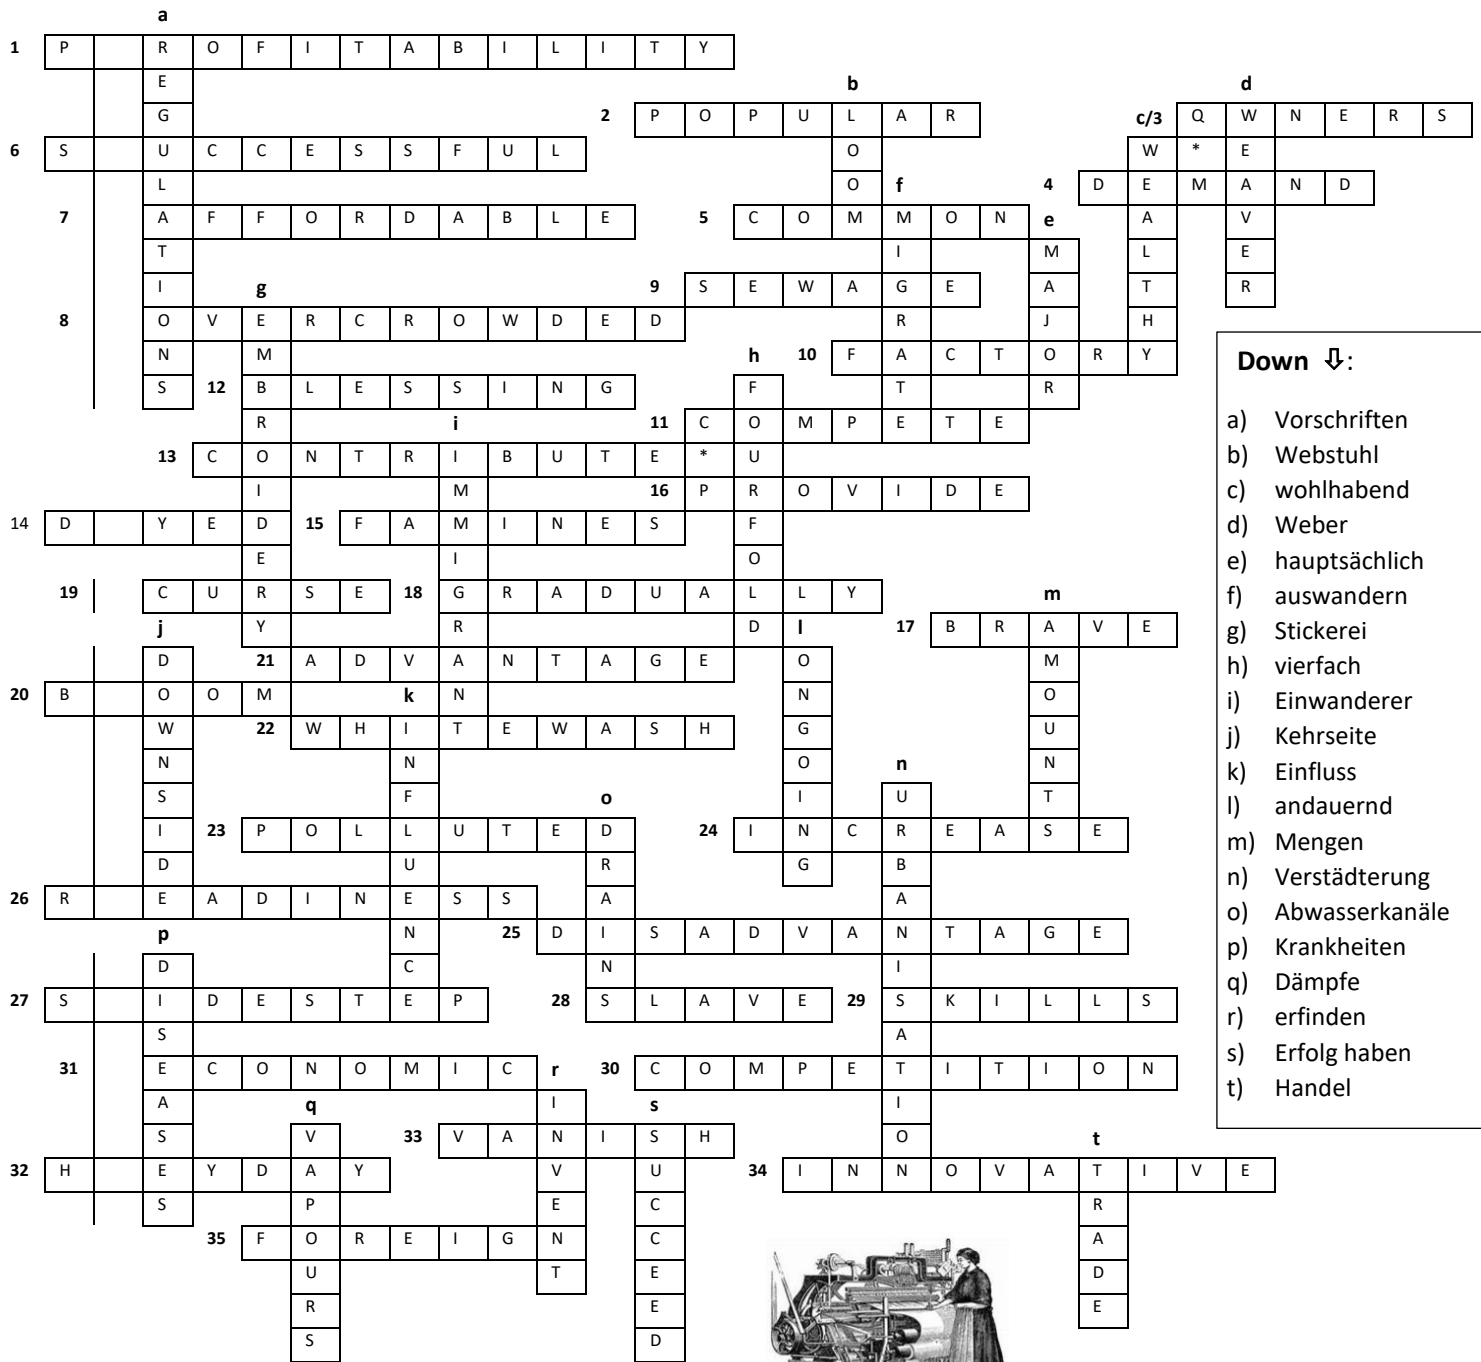 a
1 P R O F I T A B I L I T Y
E b d
G 2 P O P U L A R c/3 Q W N E R S
6 S U C C E S S F U L O W * E
L O f 4 D E M A N D
7 A F F O R D A B L E 5 C O M M O N e A V
T I M L E
I g 9 S E W A G E A T R
8 O V E R C R O W D E D R J H
N M h 10 F A C T O R Y
S 12 B L E S S I N G F T R
R i 11 C O M P E T E
13 C O N T R I B U T E * U
I M 16 P R O V I D E
14 D Y E D 15 F A M I N E S F
E I O
19 C U R S E 18 G R A D U A L L Y m
j Y R D l 17 B R A V E
D 21 A D V A N T A G E O M
20 B O O M k N N O
W 22 W H I T E W A S H G U
N N O n N
S F o I U T
I 23 P O L L U T E D 24 I N C R E A S E
D U R G B
26 R E A D I N E S S A A
p N 25 D I S A D V A N T A G E
D C N I
27 S I D E S T E P 28 S L A V E 29 S K I L L S
S A
31 E C O N O M I C r 30 C O M P E T I T I O N
A q I s I
S V 33 V A N I S H O t
32 H E Y D A Y V U 34 I N N O V A T I V E
S P E C R
35 F O R E I G N C A
U T E D
R E E
S D
Down ⇩:
a) Vorschriften
b) Webstuhl
c) wohlhabend
d) Weber
e) hauptsächlich
f) auswandern
g) Stickerei
h) vierfach
i) Einwanderer
j) Kehrseite
k) Einfluss
l) andauernd
m) Mengen
n) Verstädterung
o) Abwasserkanäle
p) Krankheiten
q) Dämpfe
r) erfinden
s) Erfolg haben
t) Handel